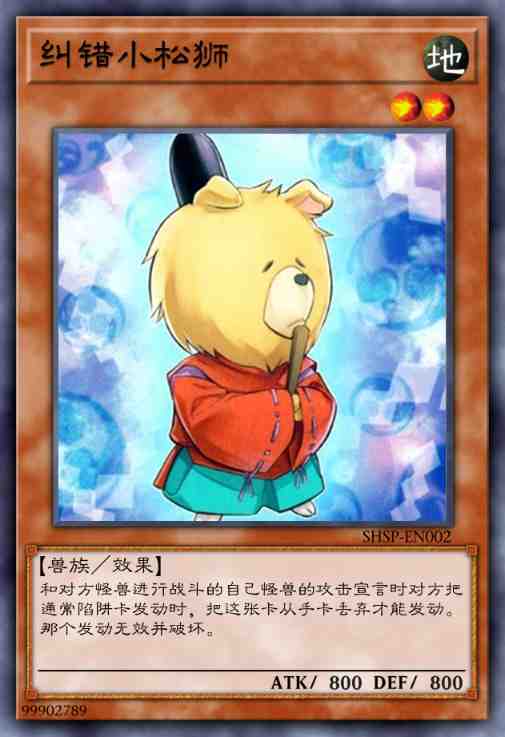 纠错小松狮
地
SHSP-EN002
【兽族／效果】
和对方怪兽进行战斗的自己怪兽的攻击宣言时对方把
通常陷阱卡发动时，把这张卡从手卡丢弃才能发动。
那个发动无效并破坏。
ATK/ 800 DEF/ 800
99902789